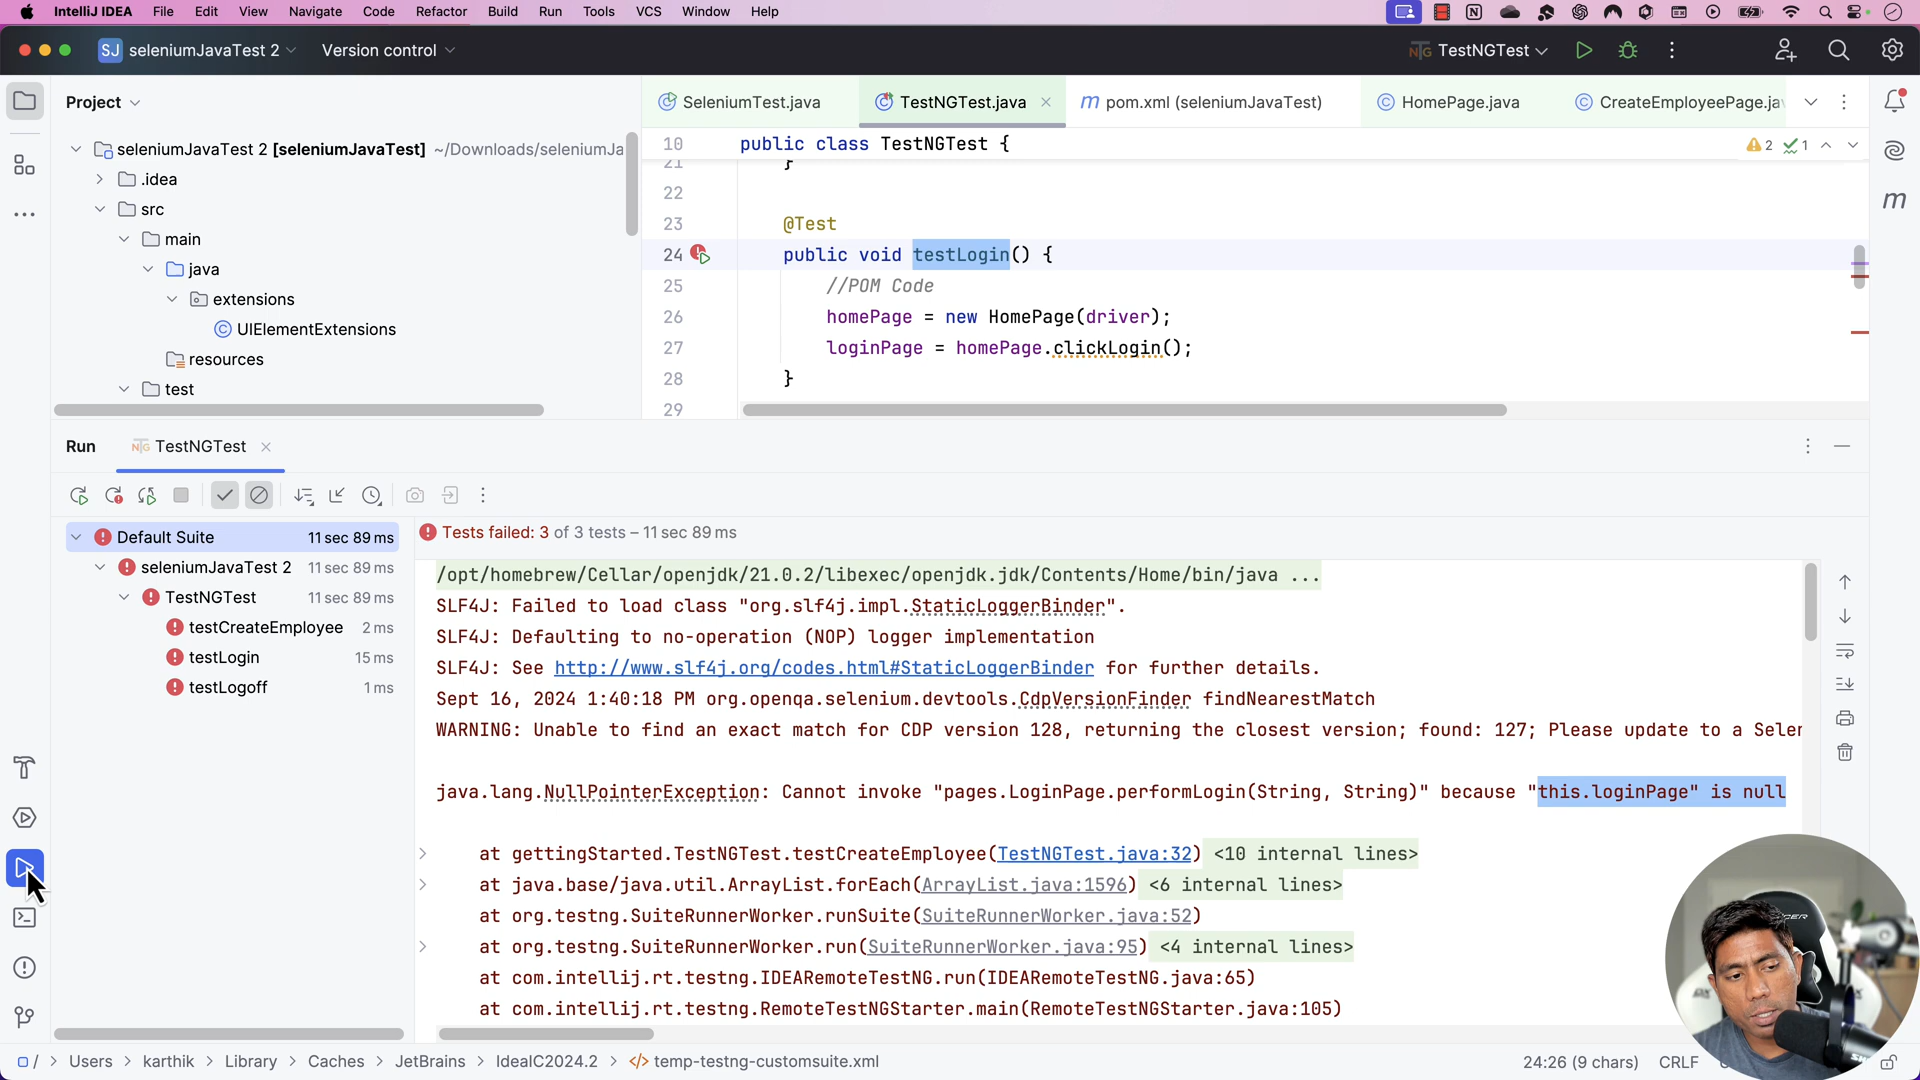 IntelliJ IDEA File Edit View Navigate Code Refactor Build Run Tools VCS Window Help
SJ seleniumJavaTest 2 Version control TestNGTest
Project
SeleniumTest.java TestNGTest.java pom.xml (seleniumJavaTest) HomePage.java CreateEmployeePage.ja
seleniumJavaTest 2 [seleniumJavaTest] ~/Downloads/seleniumJa
.idea
src
main
java
extensions
UIElementExtensions
resources
test
10 public class TestNGTest {
2 1
21 }
22
23 @Test
24 public void testLogin() {
25 //POM Code
26 homePage = new HomePage(driver);
27 loginPage = homePage.clickLogin();
28 }
29
Run TestNGTest
Default Suite 11 sec 89 ms
seleniumJavaTest 2 11 sec 89 ms
TestNGTest 11 sec 89 ms
testCreateEmployee 2 ms
testLogin 15 ms
testLogoff 1 ms
Tests failed: 3 of 3 tests – 11 sec 89 ms
/opt/homebrew/Cellar/openjdk/21.0.2/libexec/openjdk.jdk/Contents/Home/bin/java ...
SLF4J: Failed to load class "org.slf4j.impl.StaticLoggerBinder".
SLF4J: Defaulting to no-operation (NOP) logger implementation
SLF4J: See http://www.slf4j.org/codes.html#StaticLoggerBinder for further details.
Sept 16, 2024 1:40:18 PM org.openqa.selenium.devtools.CdpVersionFinder findNearestMatch
WARNING: Unable to find an exact match for CDP version 128, returning the closest version; found: 127; Please update to a Seler
java.lang.NullPointerException: Cannot invoke "pages.LoginPage.performLogin(String, String)" because "this.loginPage" is null
at gettingStarted.TestNGTest.testCreateEmployee(TestNGTest.java:32) <10 internal lines>
at java.base/java.util.ArrayList.forEach(ArrayList.java:1596) <6 internal lines>
at org.testng.SuiteRunnerWorker.runSuite(SuiteRunnerWorker.java:52)
at org.testng.SuiteRunnerWorker.run(SuiteRunnerWorker.java:95) <4 internal lines>
at com.intellij.rt.testng.IDEARemoteTestNG.run(IDEARemoteTestNG.java:65)
at com.intellij.rt.testng.RemoteTestNGStarter.main(RemoteTestNGStarter.java:105)
/ > Users > karthik > Library > Caches > JetBrains > IdealC2024.2 > temp-testng-customsuite.xml 24:26 (9 chars) CRLF